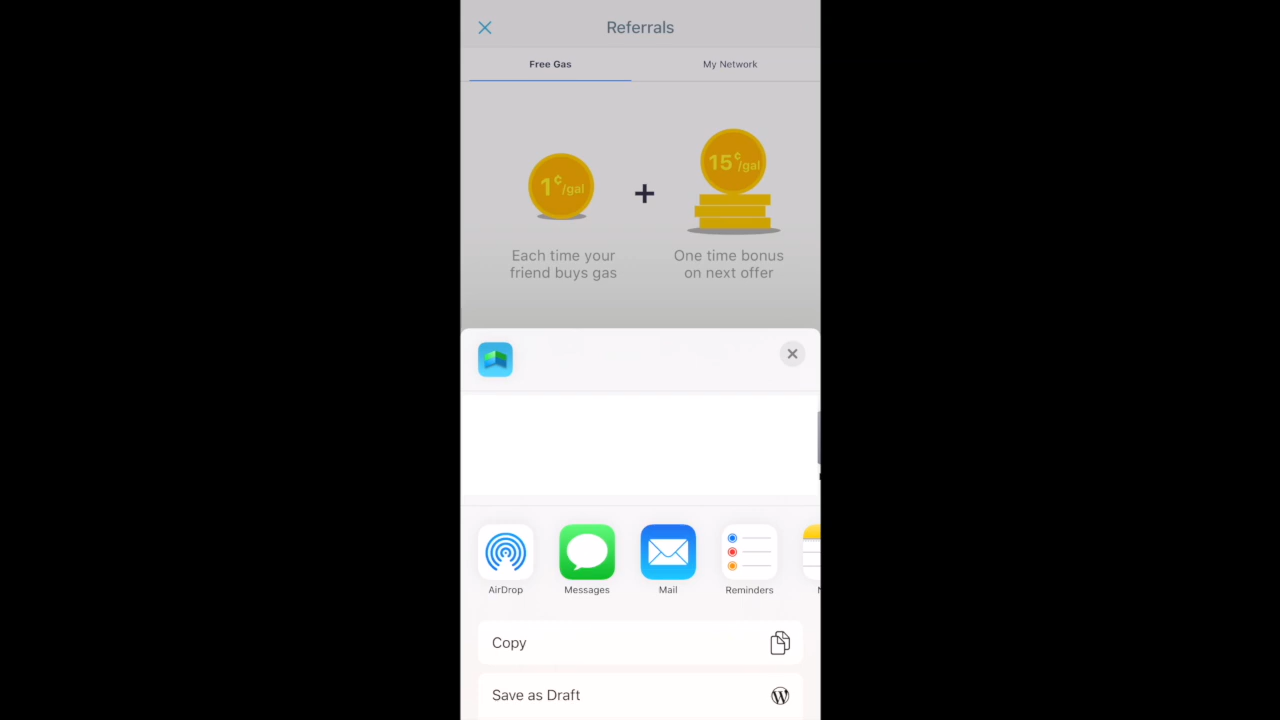 Referrals
Free Gas
My Network
1¢/gal
+
15¢/gal
Each time your
friend buys gas
One time bonus
on next offer
AirDrop
Messages
Mail
Reminders
Copy
Save as Draft